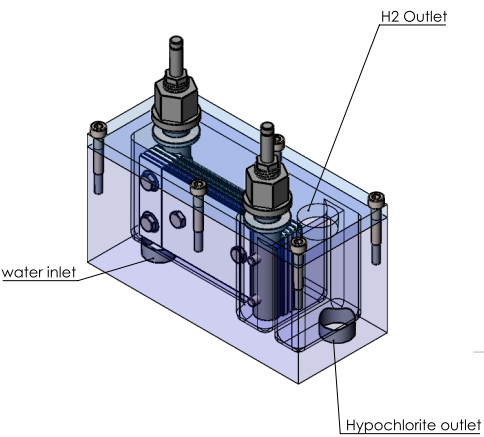 H2 Outlet
water inlet
Hypochlorite outlet